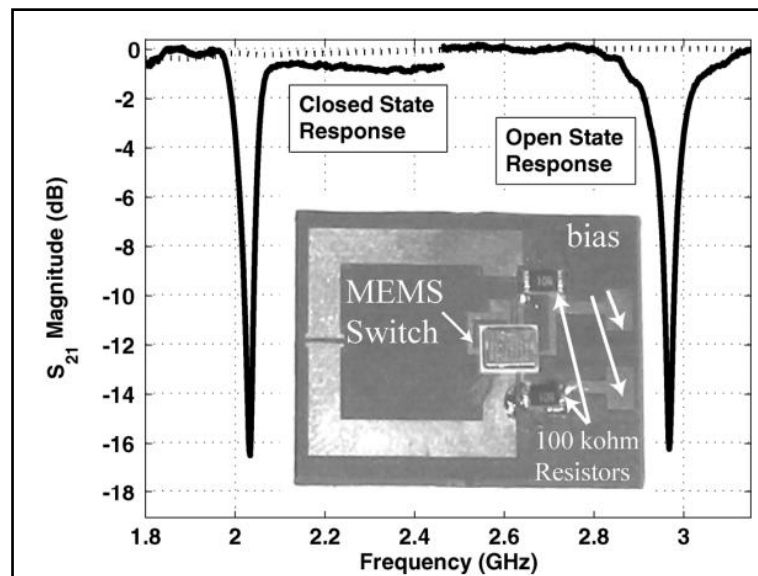 0
-2
-4
-6
-8
-10
-12
-14
-16
-18
S21 Magnitude (dB)
Closed State
Response
Open State
Response
bias
MEMS
Switch
100 kohm
Resistors
1.8
2
2.2
2.4
2.6
2.8
3
Frequency (GHz)